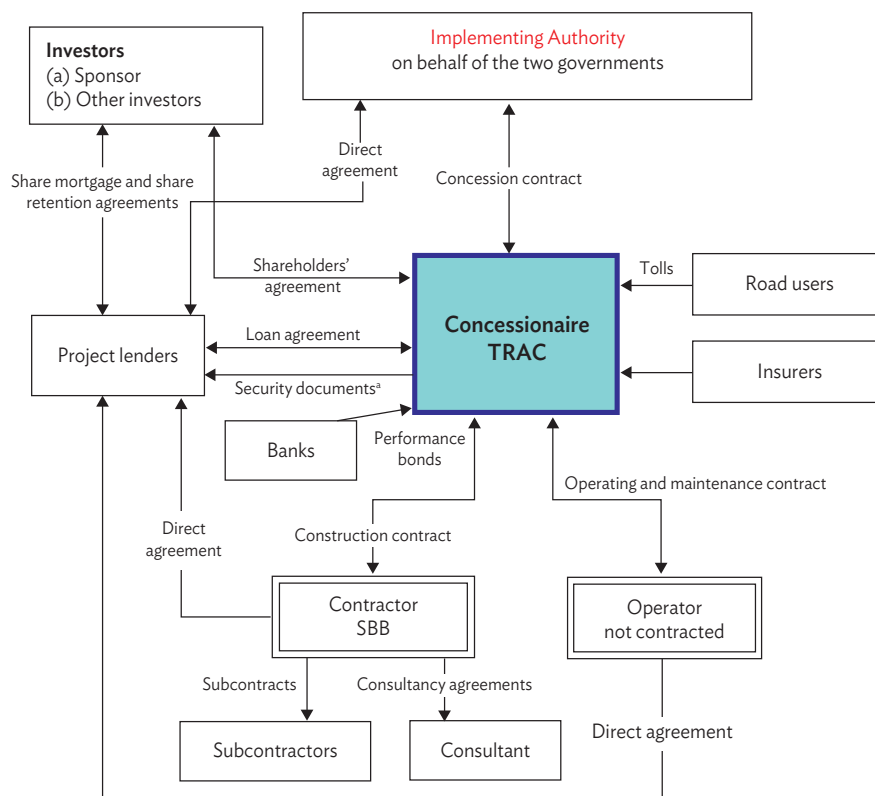 Investors
(a) Sponsor
(b) Other investors
Implementing Authority
on behalf of the two governments
Direct
agreement
Share mortgage and share
retention agreements
Concession contract
Shareholders’
agreement
Tolls
Road users
Concessionaire
TRAC
Project lenders
Loan agreement
Security documentsᵃ
Insurers
Banks
Performance
bonds
Operating and maintenance contract
Direct
agreement
Construction contract
Contractor
SBB
Operator
not contracted
Subcontracts
Consultancy agreements
Subcontractors
Consultant
Direct agreement